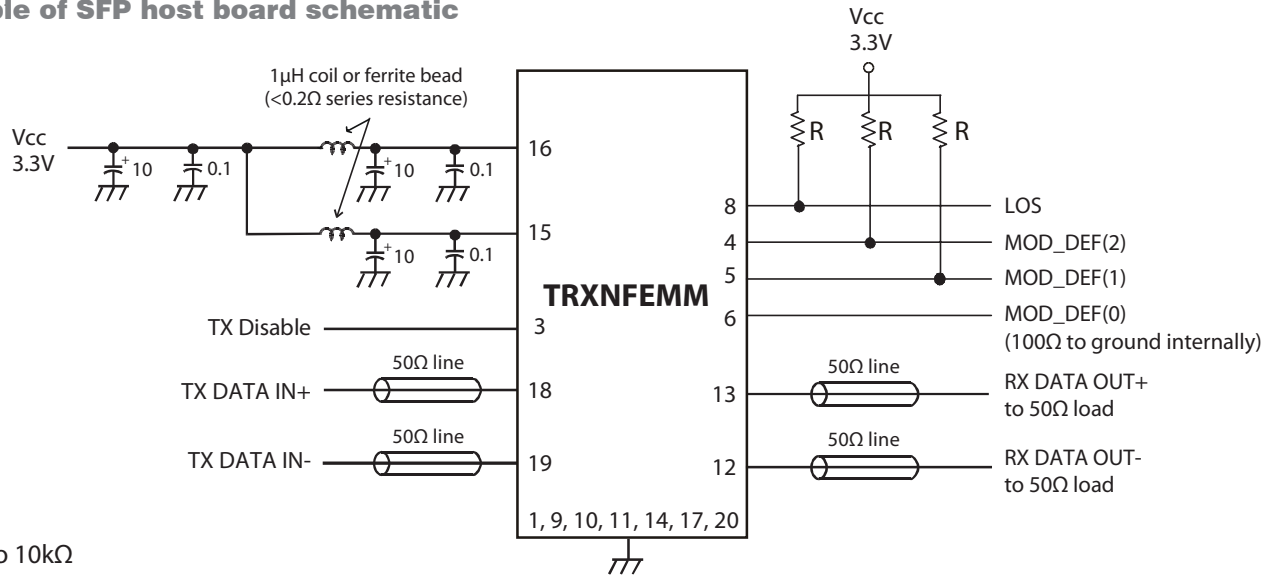 ple of SFP host board schematic
Vcc
3.3V
1µH coil or ferrite bead
(<0.2Ω series resistance)
Vcc
3.3V
+
10
0.1
+
10
0.1
+
10
0.1
16
15
TRXNFEMM
R
R
R
8
LOS
4
MOD_DEF(2)
5
MOD_DEF(1)
6
MOD_DEF(0)
(100Ω to ground internally)
TX Disable
3
50Ω line
TX DATA IN+
18
50Ω line
TX DATA IN-
19
50Ω line
13
RX DATA OUT+
to 50Ω load
50Ω line
12
RX DATA OUT-
to 50Ω load
1, 9, 10, 11, 14, 17, 20
10kΩ